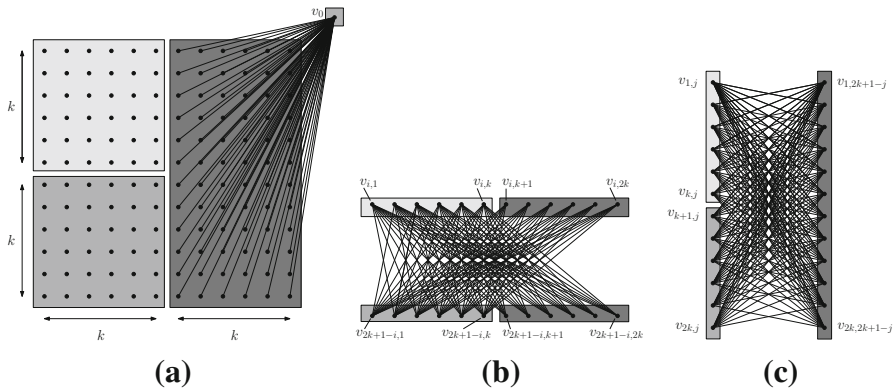 v_0
k
k
k
k
(a)
v_{i,1}
v_{i,k}
v_{i,k+1}
v_{i,2k}
v_{2k+1-i,1}
v_{2k+1-i,k}
v_{2k+1-i,k+1}
v_{2k+1-i,2k}
(b)
v_{1,j}
v_{1,2k+1-j}
v_{k,j}
v_{k+1,j}
v_{2k,j}
v_{2k,2k+1-j}
(c)